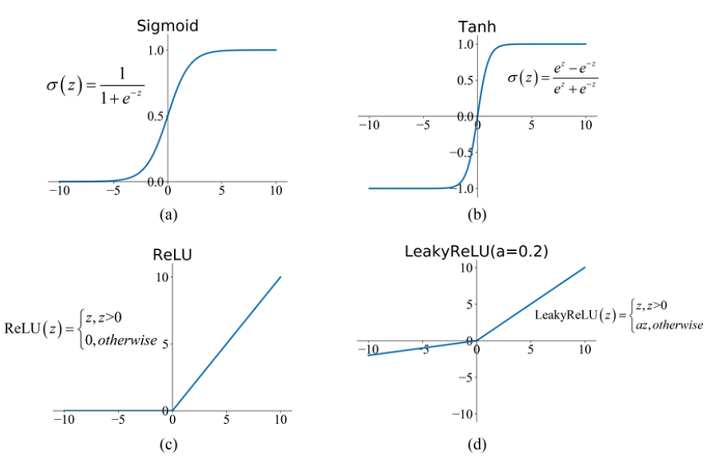 Sigmoid
σ(z)=1/(1+e^{-z})
1.0
0.5
0.0
−10 −5 0 5 10
(a)
Tanh
σ(z)=(e^{z}−e^{-z})/(e^{z}+e^{-z})
1.0
0.5
0.0
−0.5
−1.0
−10 −5 0 5 10
(b)
ReLU
ReLU(z)={z,z>0
0,otherwise
10
5
0
−10 −5 0 5 10
(c)
LeakyReLU(a=0.2)
LeakyReLU(z)={z,z>0
az,otherwise
10
5
0
−5
−10
−10 −5 0 5 10
(d)